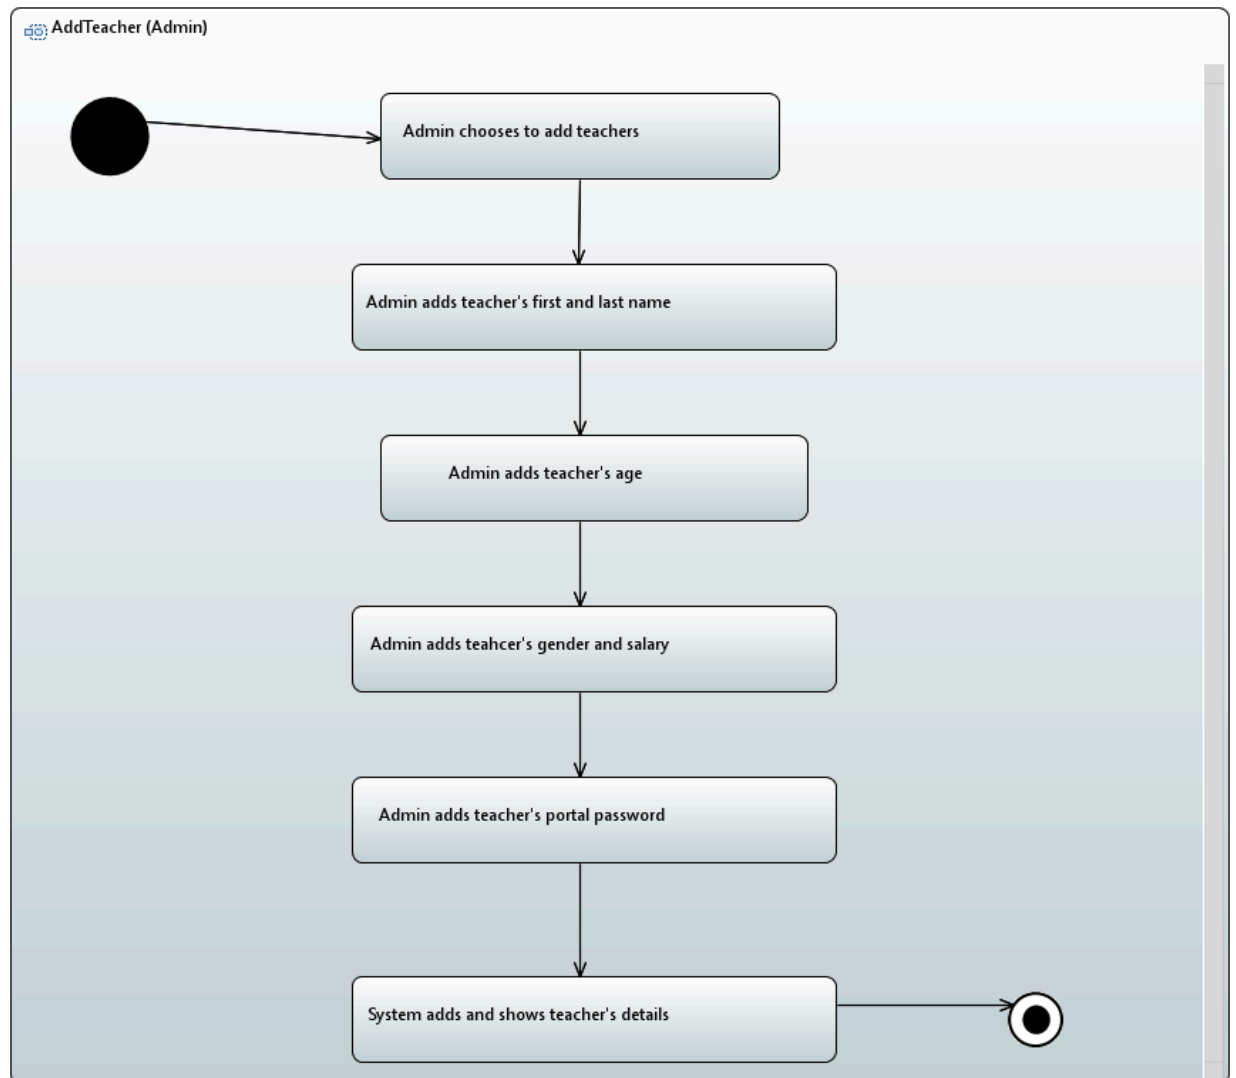 AddTeacher (Admin)
Admin chooses to add teachers
Admin adds teacher's first and last name
Admin adds teacher's age
Admin adds teahcer's gender and salary
Admin adds teacher's portal password
System adds and shows teacher's details